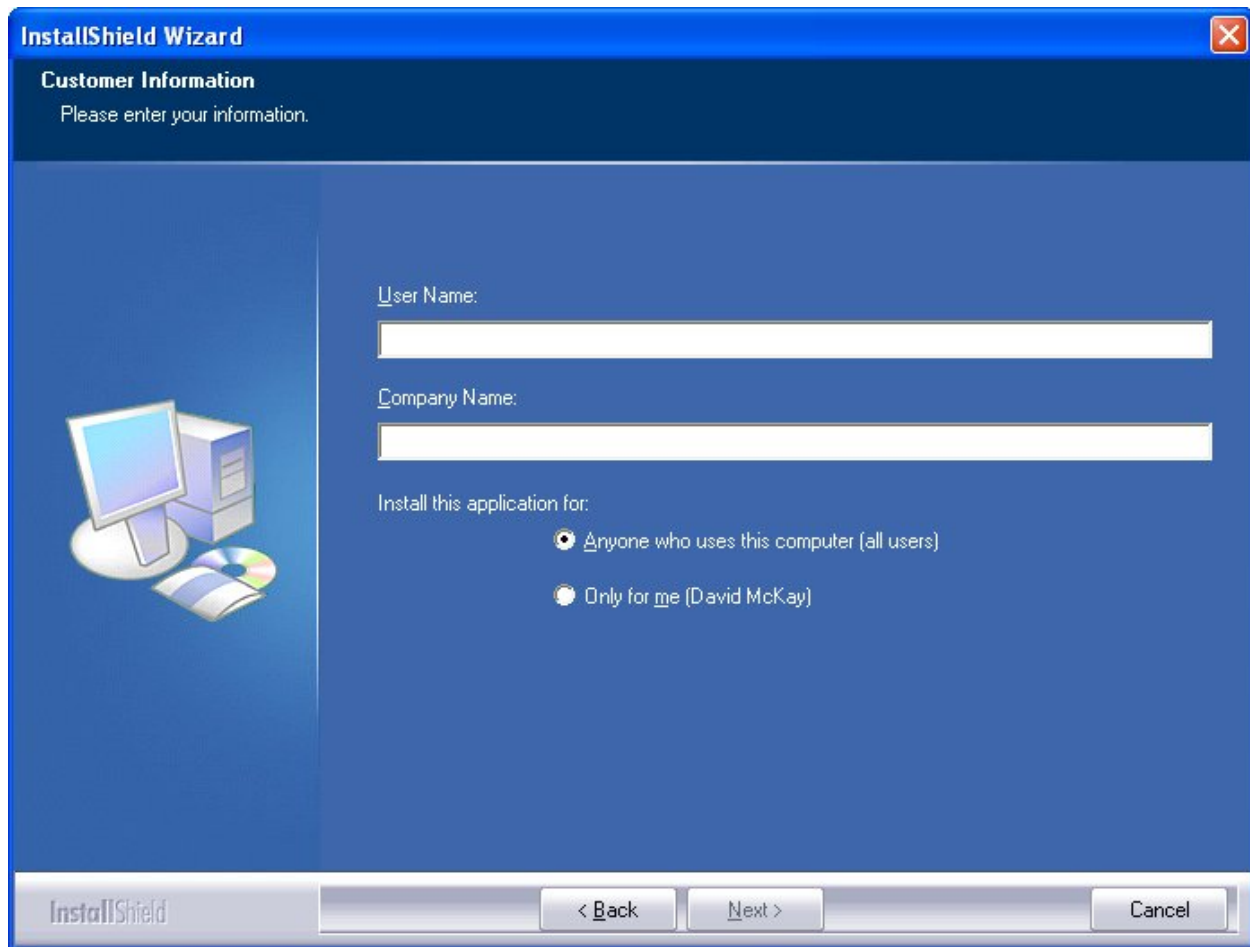 InstallShield Wizard
Customer Information
Please enter your information.
User Name:
Company Name:
Install this application for:
Anyone who uses this computer (all users)
Only for me (David McKay)
InstallShield
< Back
Next >
Cancel